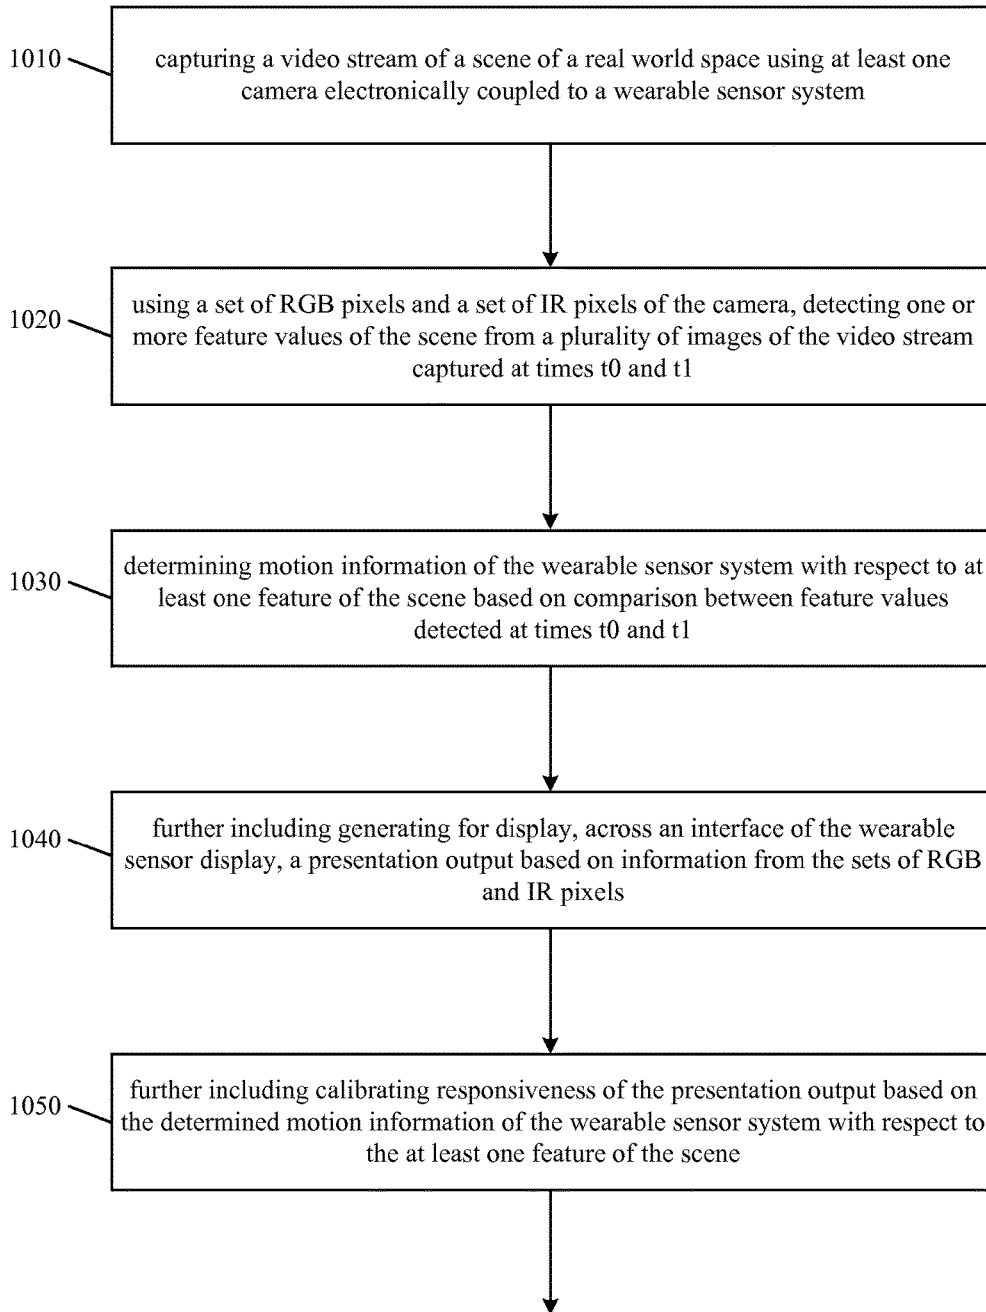 1010
capturing a video stream of a scene of a real world space using at least one
camera electronically coupled to a wearable sensor system
1020
using a set of RGB pixels and a set of IR pixels of the camera, detecting one or
more feature values of the scene from a plurality of images of the video stream
captured at times t0 and t1
1030
determining motion information of the wearable sensor system with respect to at
least one feature of the scene based on comparison between feature values
detected at times t0 and t1
1040
further including generating for display, across an interface of the wearable
sensor display, a presentation output based on information from the sets of RGB
and IR pixels
1050
further including calibrating responsiveness of the presentation output based on
the determined motion information of the wearable sensor system with respect to
the at least one feature of the scene